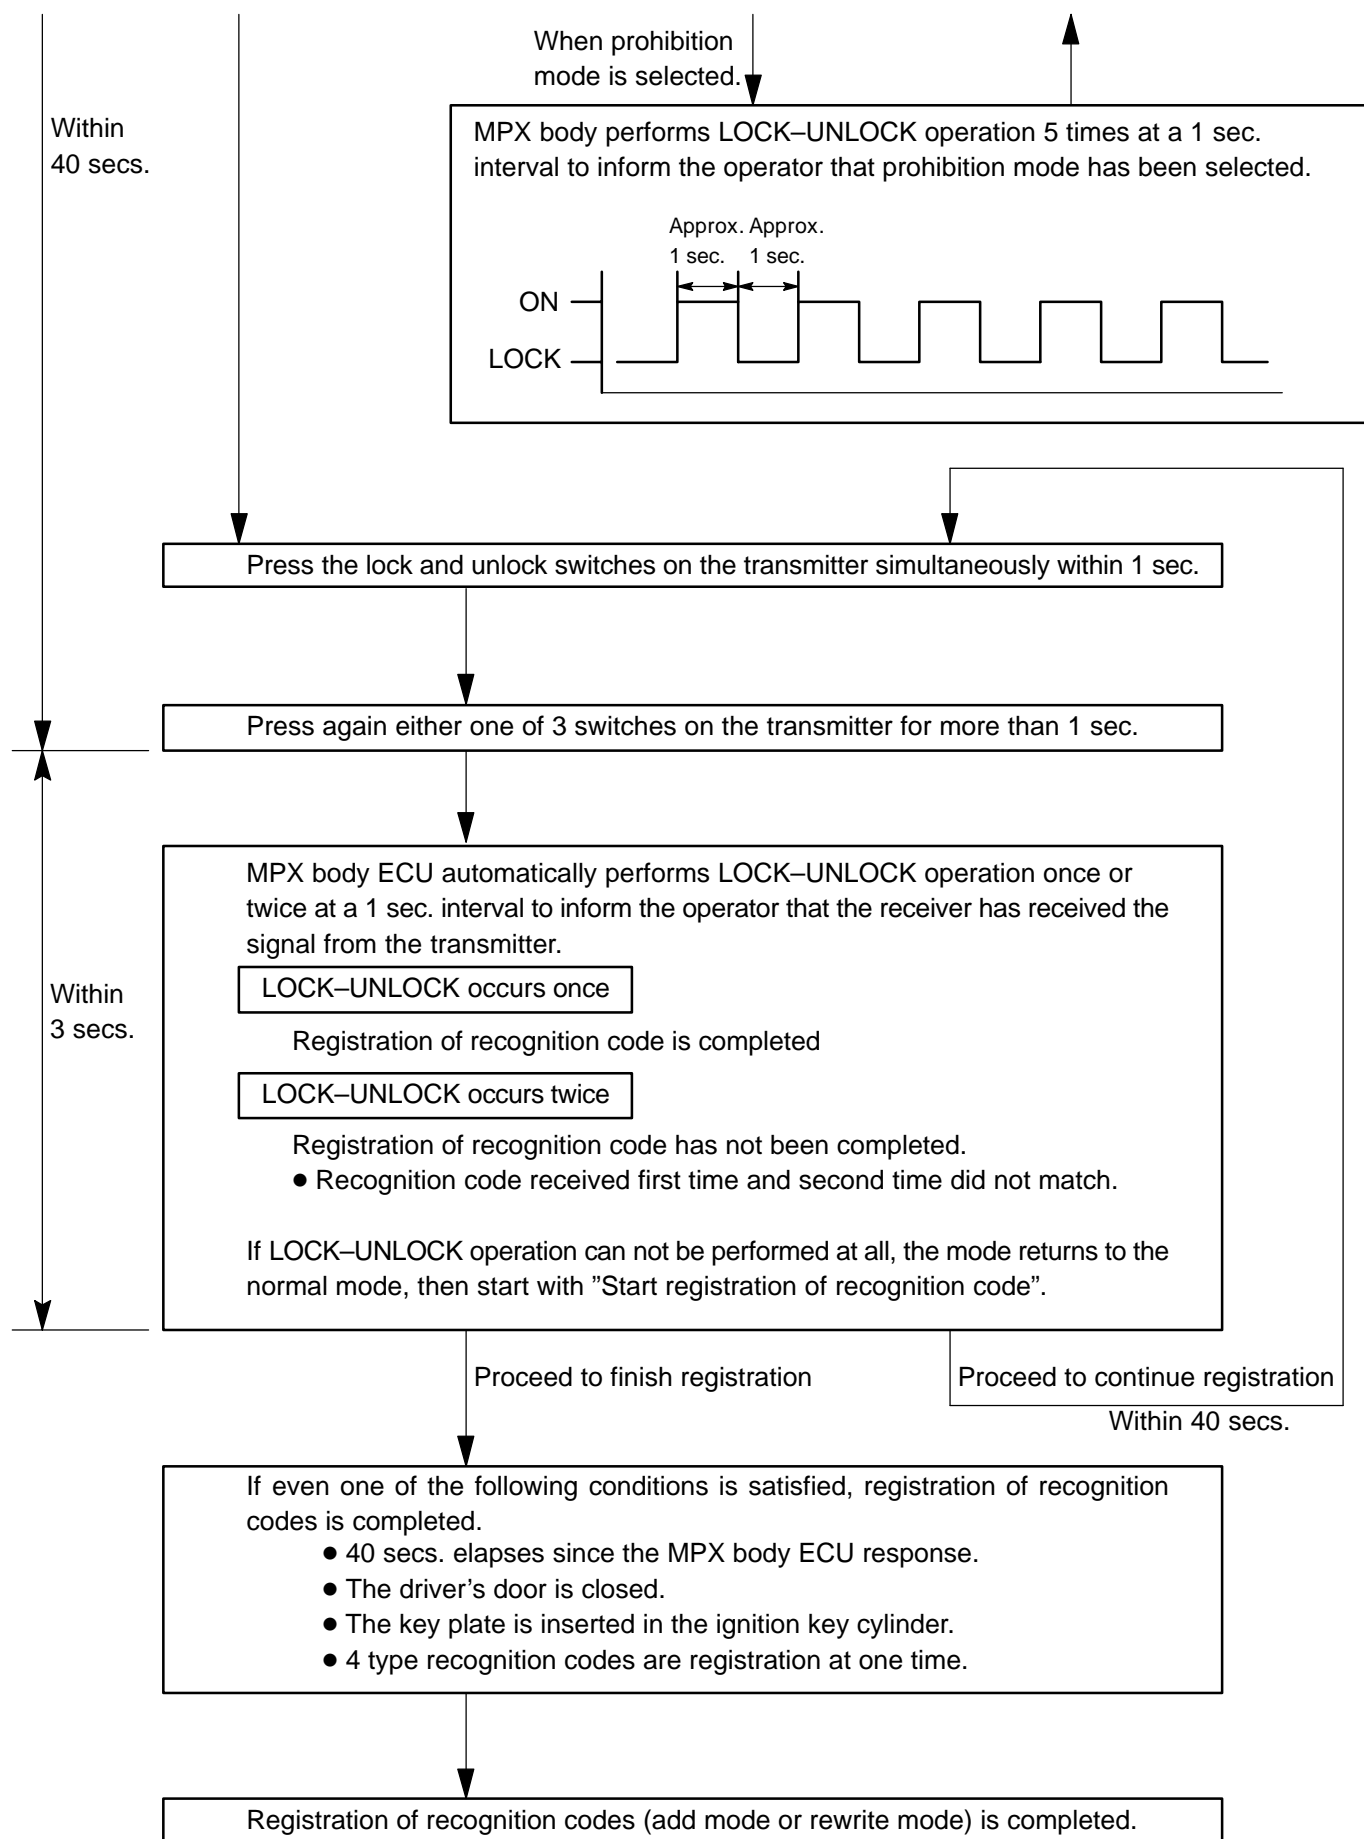 When prohibition
mode is selected.
Within
40 secs.
MPX body performs LOCK–UNLOCK operation 5 times at a 1 sec.
interval to inform the operator that prohibition mode has been selected.
Approx. Approx.
1 sec. 1 sec.
ON
LOCK
Press the lock and unlock switches on the transmitter simultaneously within 1 sec.
Press again either one of 3 switches on the transmitter for more than 1 sec.
MPX body ECU automatically performs LOCK–UNLOCK operation once or
twice at a 1 sec. interval to inform the operator that the receiver has received the
signal from the transmitter.
LOCK–UNLOCK occurs once
Within
3 secs.
Registration of recognition code is completed
LOCK–UNLOCK occurs twice
Registration of recognition code has not been completed.
● Recognition code received first time and second time did not match.
If LOCK–UNLOCK operation can not be performed at all, the mode returns to the
normal mode, then start with ”Start registration of recognition code”.
Proceed to finish registration
Proceed to continue registration
Within 40 secs.
If even one of the following conditions is satisfied, registration of recognition
codes is completed.
● 40 secs. elapses since the MPX body ECU response.
● The driver’s door is closed.
● The key plate is inserted in the ignition key cylinder.
● 4 type recognition codes are registration at one time.
Registration of recognition codes (add mode or rewrite mode) is completed.